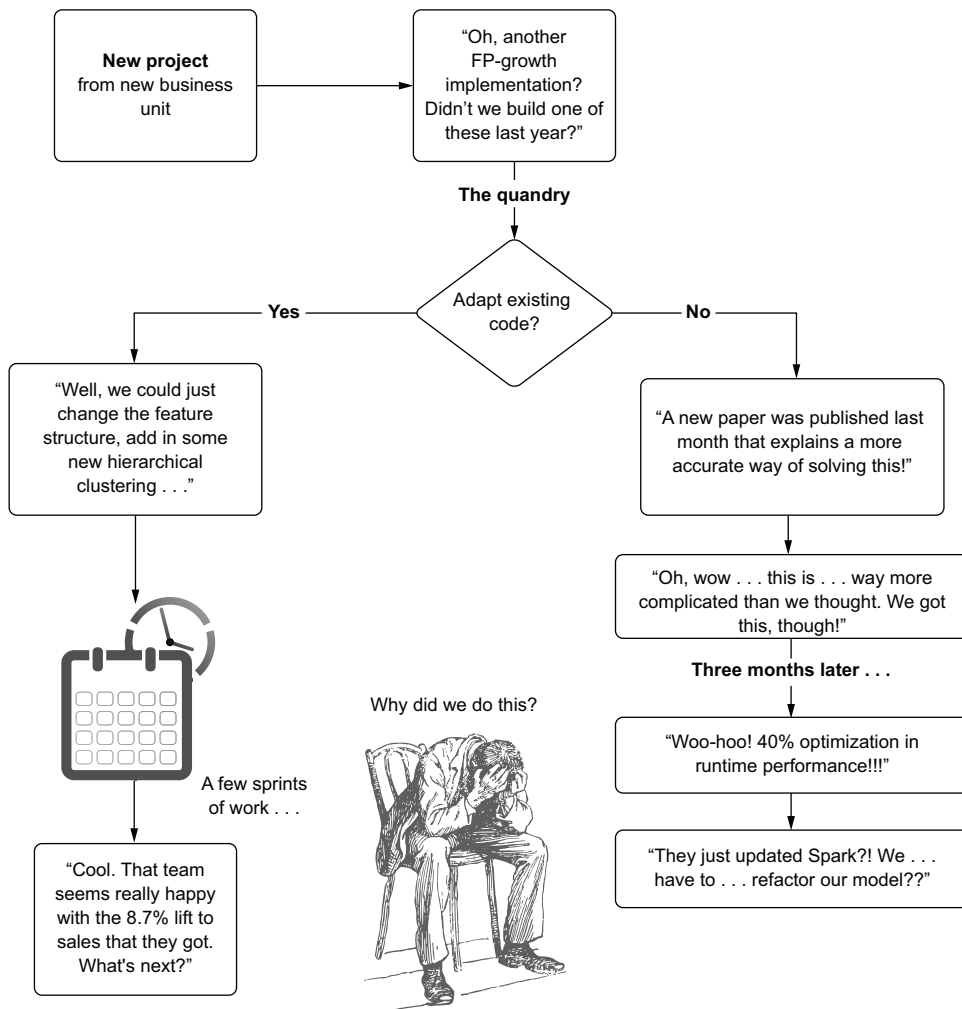 New project
from new business
unit
“Oh, another
FP-growth
implementation?
Didn’t we build one of
these last year?”
The quandry
Adapt existing
code?
Yes
No
“Well, we could just
change the feature
structure, add in some
new hierarchical
clustering . . .”
A few sprints
of work . . .
“Cool. That team
seems really happy
with the 8.7% lift to
sales that they got.
What's next?”
“A new paper was published last
month that explains a more
accurate way of solving this!”
“Oh, wow . . . this is . . . way more
complicated than we thought. We got
this, though!”
Three months later . . .
“Woo-hoo! 40% optimization in
runtime performance!!!”
“They just updated Spark?! We . . .
have to . . . refactor our model??”
Why did we do this?